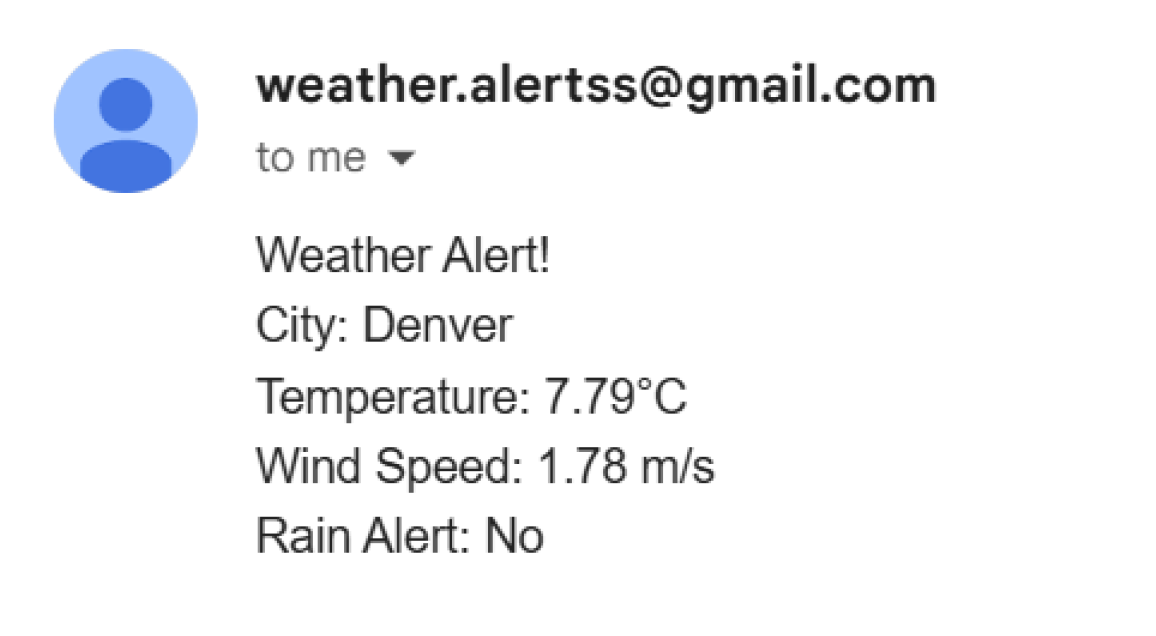 weather.alertss@gmail.com
to me
Weather Alert!
City: Denver
Temperature: 7.79°C
Wind Speed: 1.78 m/s
Rain Alert: No